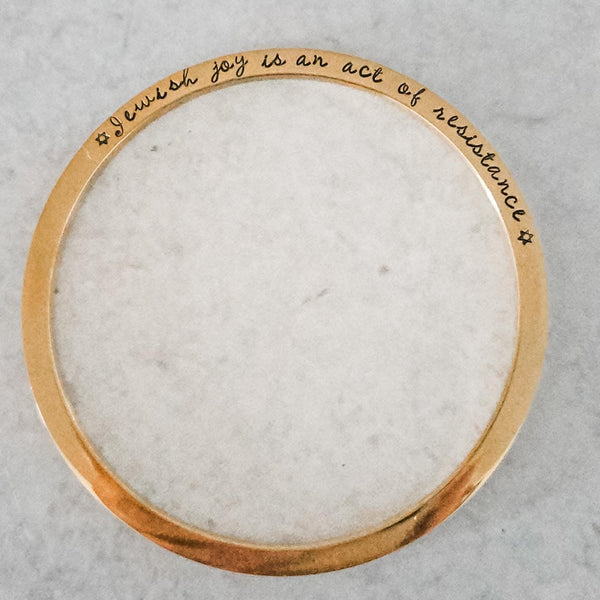 ✡Jewish joy is an act of resistance✡